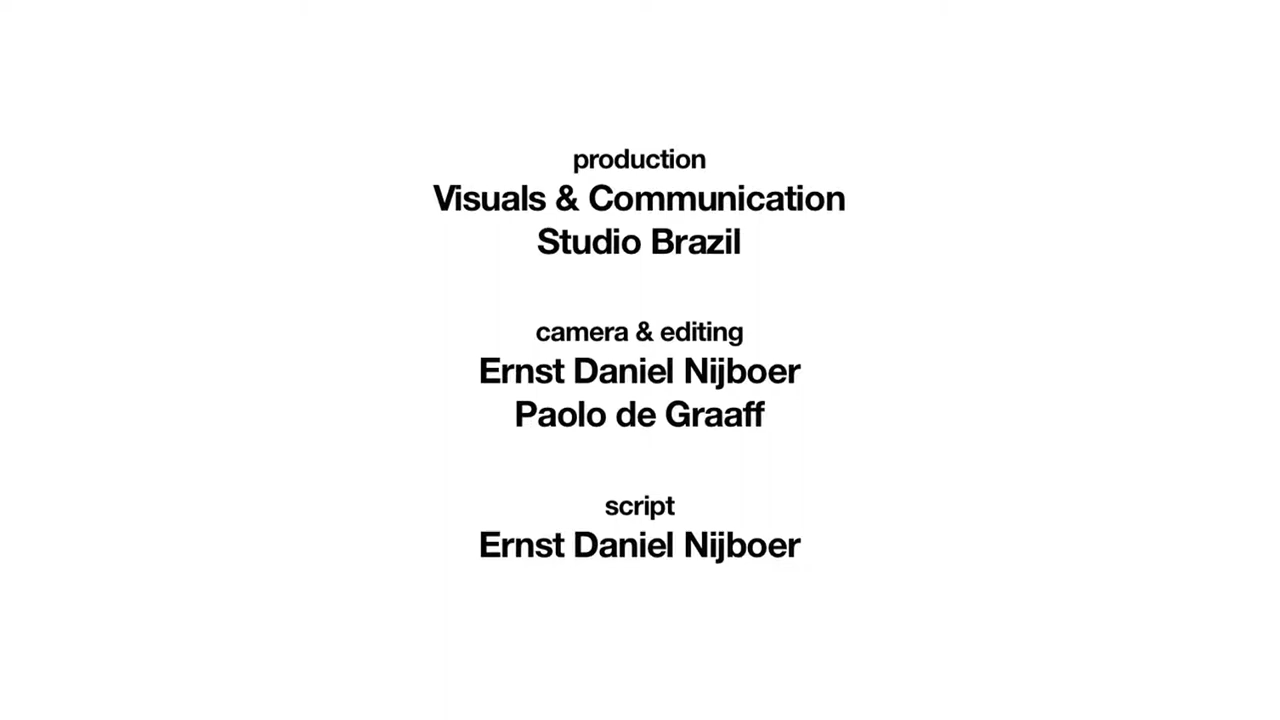 production
Visuals & Communication
Studio Brazil
camera & editing
Ernst Daniel Nijboer
Paolo de Graaff
script
Ernst Daniel Nijboer